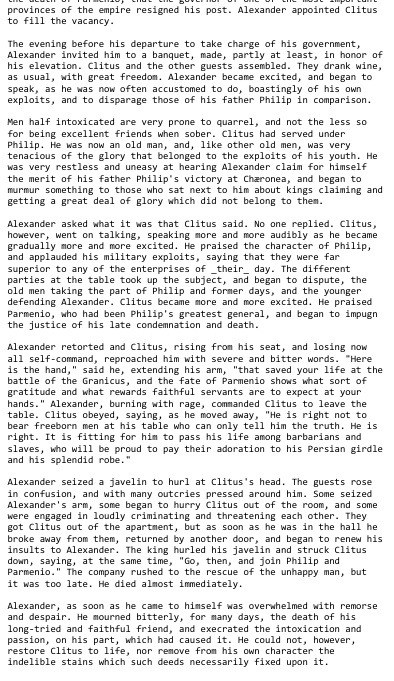 the death of Parmenio, that the governor of one of the most important
provinces of the empire resigned his post. Alexander appointed Clitus
to fill the vacancy.
The evening before his departure to take charge of his government,
Alexander invited him to a banquet, made, partly at least, in honor of
his elevation. Clitus and the other guests assembled. They drank wine,
as usual, with great freedom. Alexander became excited, and began to
speak, as he was now often accustomed to do, boastingly of his own
exploits, and to disparage those of his father Philip in comparison.
Men half intoxicated are very prone to quarrel, and not the less so
for being excellent friends when sober. Clitus had served under
Philip. He was now an old man, and, like other old men, was very
tenacious of the glory that belonged to the exploits of his youth. He
was very restless and uneasy at hearing Alexander claim for himself
the merit of his father Philip's victory at Chæronea, and began to
murmur something to those who sat next to him about kings claiming and
getting a great deal of glory which did not belong to them.
Alexander asked what it was that Clitus said. No one replied. Clitus,
however, went on talking, speaking more and more audibly as he became
gradually more and more excited. He praised the character of Philip,
and applauded his military exploits, saying that they were far
superior to any of the enterprises of _their_ day. The different
parties at the table took up the subject, and began to dispute, the
old men taking the part of Philip and former days, and the younger
defending Alexander. Clitus became more and more excited. He praised
Parmenio, who had been Philip's greatest general, and began to impugn
the justice of his late condemnation and death.
Alexander retorted and Clitus, rising from his seat, and losing now
all self-command, reproached him with severe and bitter words. "Here
is the hand," said he, extending his arm, "that saved your life at the
battle of the Granicus, and the fate of Parmenio shows what sort of
gratitude and what rewards faithful servants are to expect at your
hands." Alexander, burning with rage, commanded Clitus to leave the
table. Clitus obeyed, saying, as he moved away, "He is right not to
bear freeborn men at his table who can only tell him the truth. He is
right. It is fitting for him to pass his life among barbarians and
slaves, who will be proud to pay their adoration to his Persian girdle
and his splendid robe."
Alexander seized a javelin to hurl at Clitus's head. The guests rose
in confusion, and with many outcries pressed around him. Some seized
Alexander's arm, some began to hurry Clitus out of the room, and some
were engaged in loudly criminating and threatening each other. They
got Clitus out of the apartment, but as soon as he was in the hall he
broke away from them, returned by another door, and began to renew his
insults to Alexander. The king hurled his javelin and struck Clitus
down, saying, at the same time, "Go, then, and join Philip and
Parmenio." The company rushed to the rescue of the unhappy man, but
it was too late. He died almost immediately.
Alexander, as soon as he came to himself was overwhelmed with remorse
and despair. He mourned bitterly, for many days, the death of his
long-tried and faithful friend, and execrated the intoxication and
passion, on his part, which had caused it. He could not, however,
restore Clitus to life, nor remove from his own character the
indelible stains which such deeds necessarily fixed upon it.